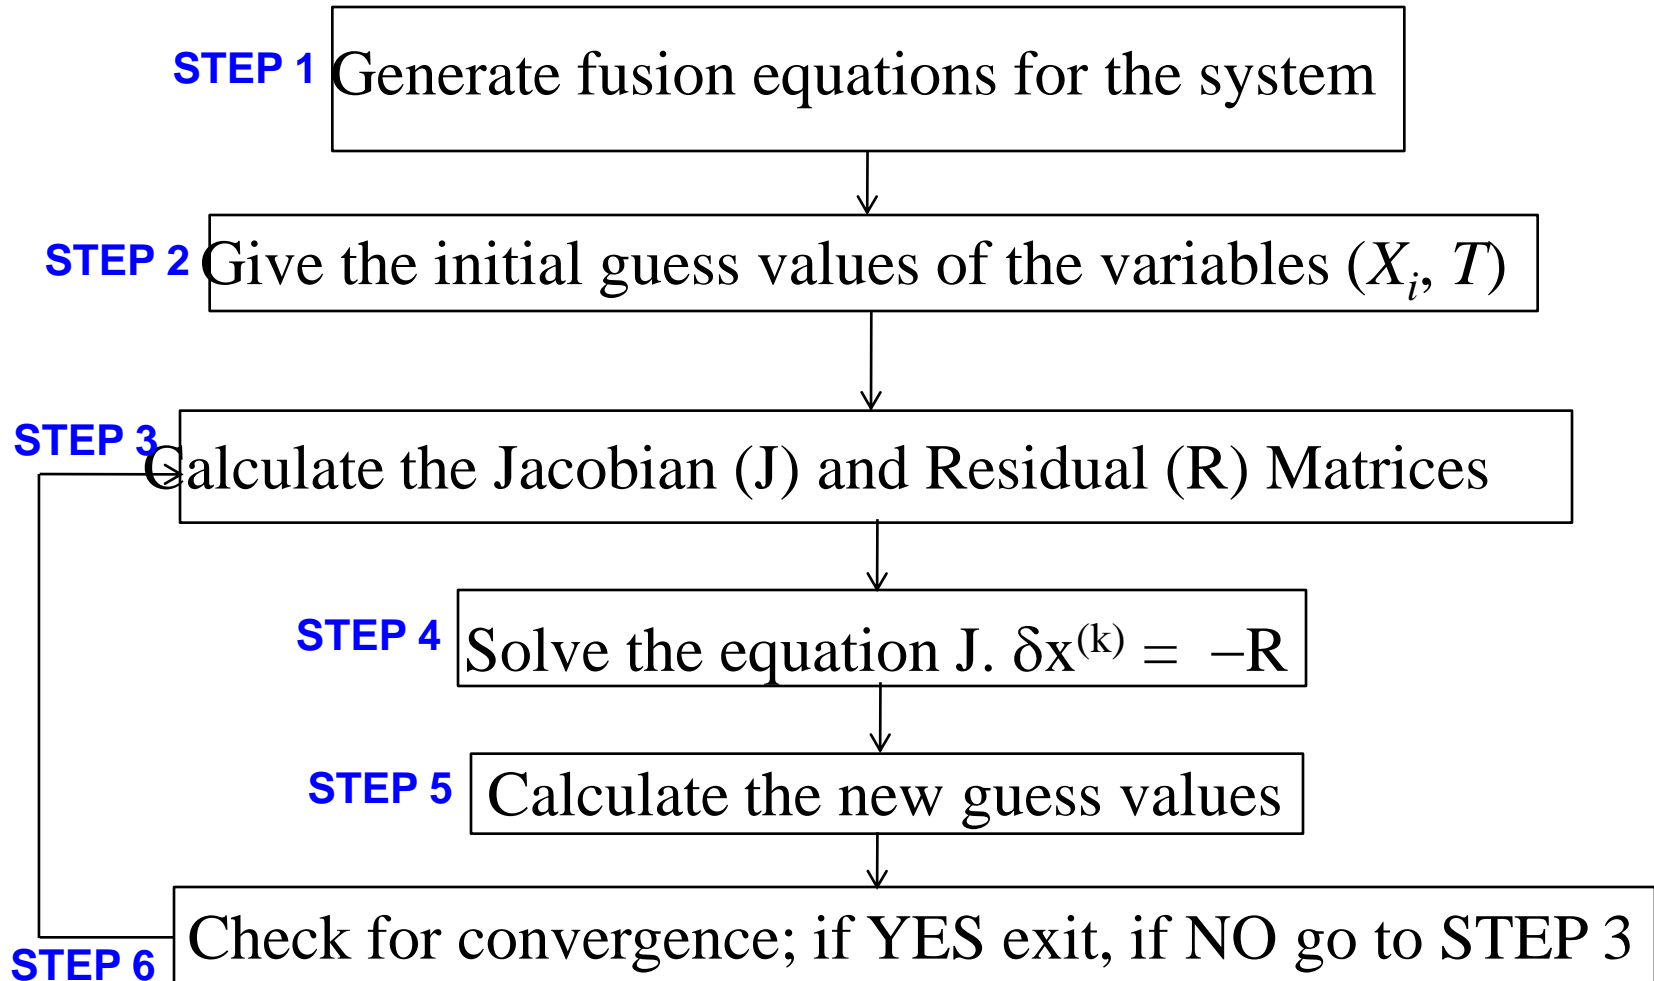 STEP 1 Generate fusion equations for the system
STEP 2 Give the initial guess values of the variables (Xᵢ, T)
STEP 3 Calculate the Jacobian (J) and Residual (R) Matrices
STEP 4 Solve the equation J. δx⁽ᵏ⁾ = −R
STEP 5 Calculate the new guess values
STEP 6 Check for convergence; if YES exit, if NO go to STEP 3